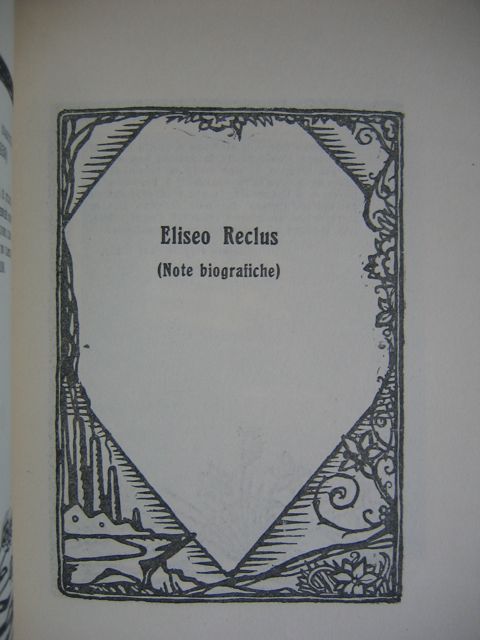 Eliseo Reclus
(Note biografiche)